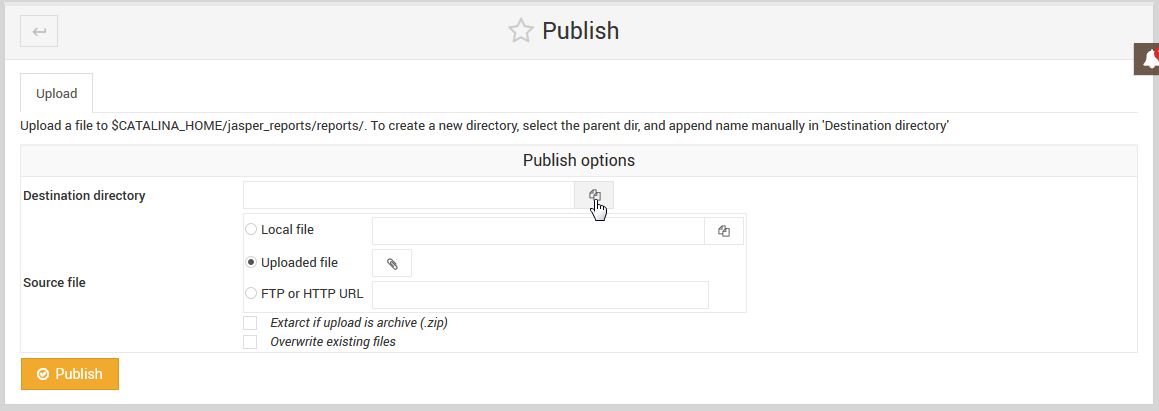 Publish
Upload
Upload a file to $CATALINA_HOME/jasper_reports/reports/. To create a new directory, select the parent dir, and append name manually in 'Destination directory'
Publish options
Destination directory
Local file
Uploaded file
Source file
FTP or HTTP URL
Extarct if upload is archive (.zip)
Overwrite existing files
Publish